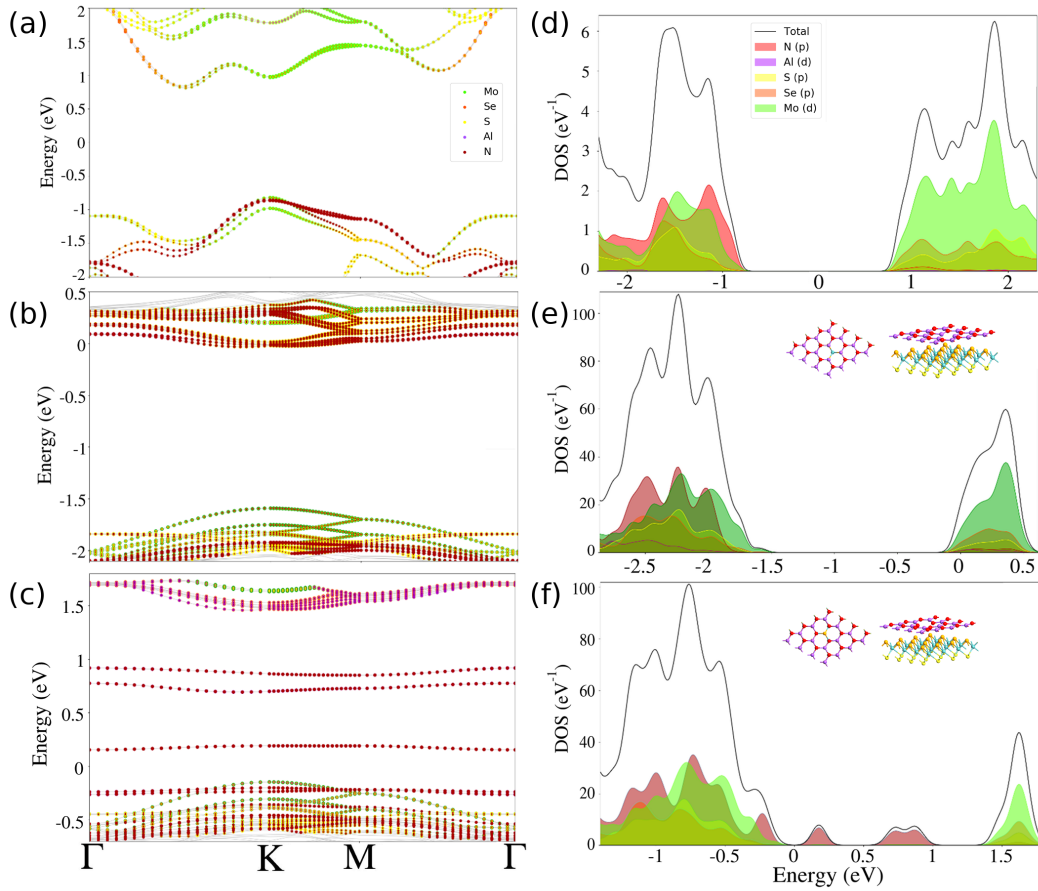 (a)
Energy (eV)
2
1.5
1
0.5
0
-0.5
-1
-1.5
-2
Mo
Se
S
Al
N
(d)
DOS (eV⁻¹)
6
5
4
3
2
1
0
-2
-1
0
1
2
Total
N (p)
Al (d)
S (p)
Se (p)
Mo (d)
(b)
Energy (eV)
0.5
0
-0.5
-1
-1.5
-2
(e)
DOS (eV⁻¹)
100
80
60
40
20
0
-2.5
-2
-1.5
-1
-0.5
0
0.5
(c)
Energy (eV)
1.5
1
0.5
0
-0.5
Γ
K
M
Γ
(f)
DOS (eV⁻¹)
100
80
60
40
20
0
-1
-0.5
0
0.5
1
1.5
Energy (eV)